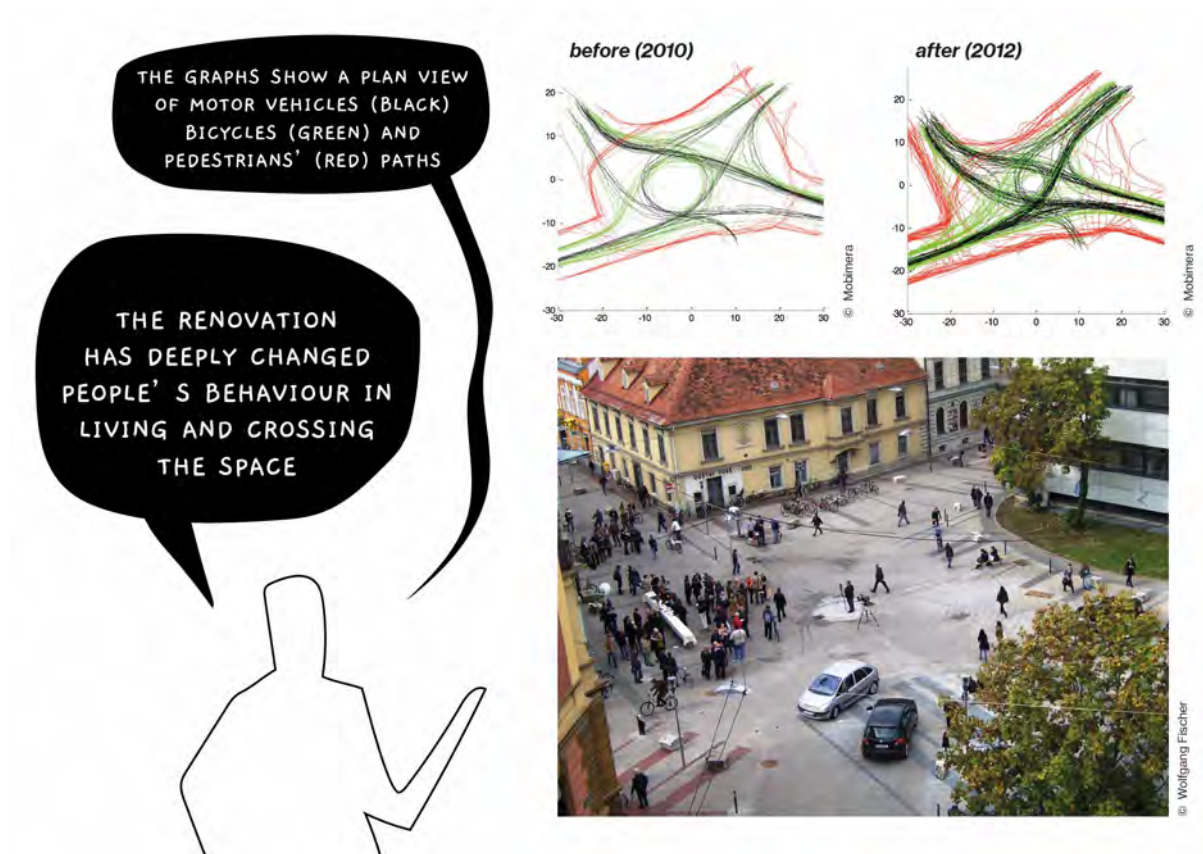 THE GRAPHS SHOW A PLAN VIEW
OF MOTOR VEHICLES (BLACK)
BICYCLES (GREEN) AND
PEDESTRIANS' (RED) PATHS
THE RENOVATION
HAS DEEPLY CHANGED
PEOPLE' S BEHAVIOUR IN
LIVING AND CROSSING
THE SPACE
before (2010)
20
10
0
-10
-20
-30
-30 -20 -10 0 10 20 30
© Mobimera
after (2012)
20
10
0
-10
-20
-30
-30 -20 -10 0 10 20 30
© Mobimera
© Wolfgang Fischer